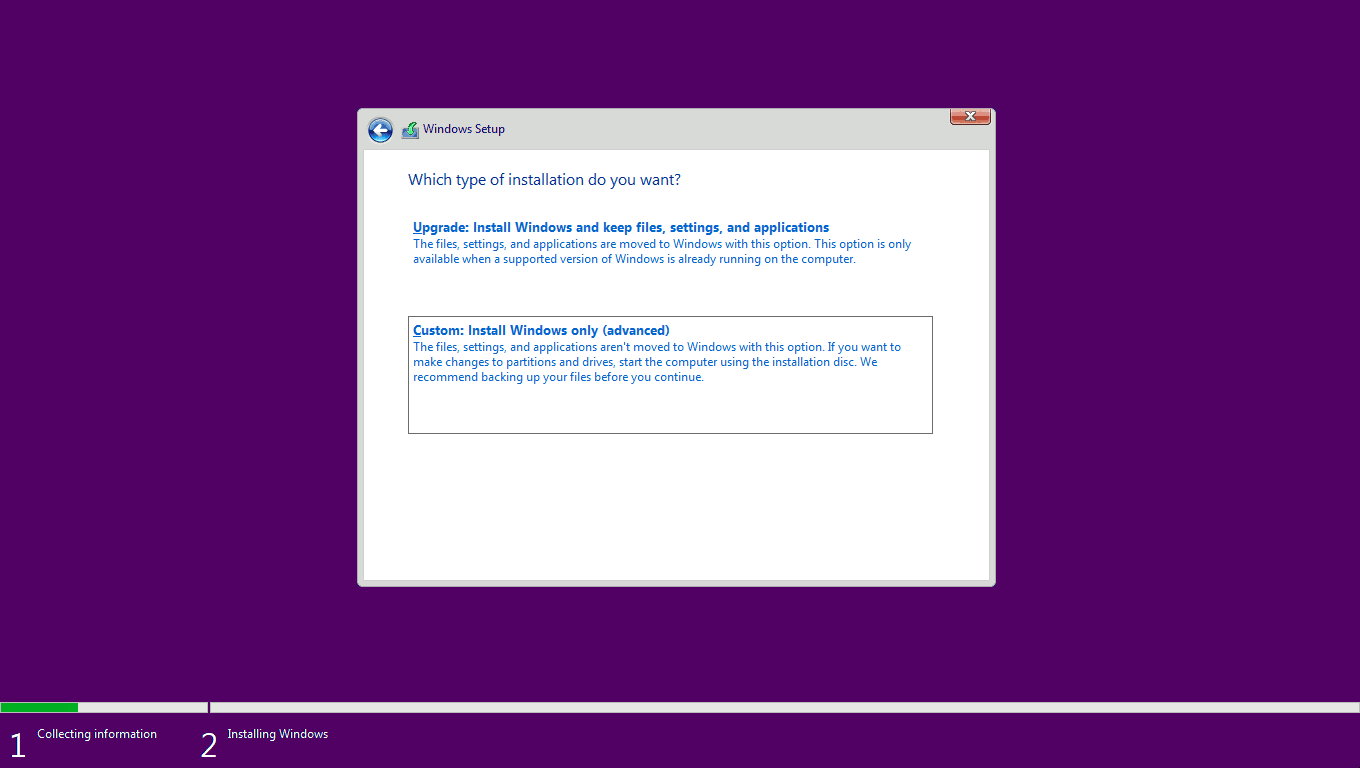 Windows Setup
Which type of installation do you want?
Upgrade: Install Windows and keep files, settings, and applications
The files, settings, and applications are moved to Windows with this option. This option is only
available when a supported version of Windows is already running on the computer.
Custom: Install Windows only (advanced)
The files, settings, and applications aren't moved to Windows with this option. If you want to
make changes to partitions and drives, start the computer using the installation disc. We
recommend backing up your files before you continue.
1 Collecting information 2 Installing Windows